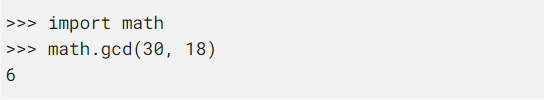 >>> import math
>>> math.gcd(30, 18)
6